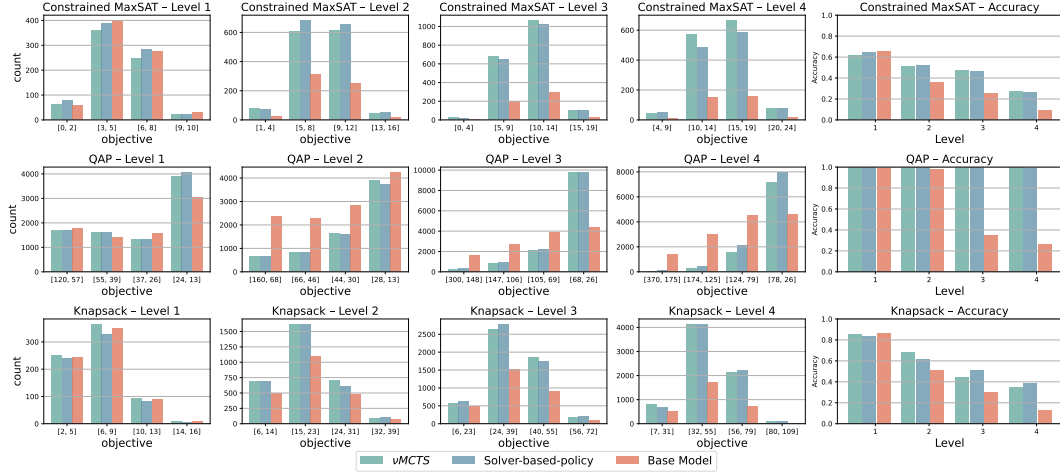 Constrained MaxSAT – Level 1
Constrained MaxSAT – Level 2
Constrained MaxSAT – Level 3
Constrained MaxSAT – Level 4
Constrained MaxSAT – Accuracy
count
400
300
200
100
0
[0, 2] [3, 5] [6, 8] [9, 10]
objective
600
400
200
0
[1, 4] [5, 8] [9, 12] [13, 16]
objective
1000
800
600
400
200
0
[0, 4] [5, 9] [10, 14] [15, 19]
objective
600
400
200
0
[4, 9] [10, 14] [15, 19] [20, 24]
objective
Accuracy
1.0
0.8
0.6
0.4
0.2
0.0
1 2 3 4
Level
QAP – Level 1
QAP – Level 2
QAP – Level 3
QAP – Level 4
QAP – Accuracy
count
4000
3000
2000
1000
0
[120, 57] [55, 39] [37, 26] [24, 13]
objective
4000
3000
2000
1000
0
[160, 68] [66, 46] [44, 30] [28, 13]
objective
10000
8000
6000
4000
2000
0
[300, 148] [147, 106] [105, 69] [68, 26]
objective
8000
6000
4000
2000
0
[370, 175] [174, 125] [124, 79] [78, 26]
objective
Accuracy
1.0
0.8
0.6
0.4
0.2
0.0
1 2 3 4
Level
Knapsack – Level 1
Knapsack – Level 2
Knapsack – Level 3
Knapsack – Level 4
Knapsack – Accuracy
count
300
200
100
0
[2, 5] [6, 9] [10, 13] [14, 16]
objective
1500
1250
1000
750
500
250
0
[6, 14] [15, 23] [24, 31] [32, 39]
objective
2500
2000
1500
1000
500
0
[6, 23] [24, 39] [40, 55] [56, 72]
objective
4000
3000
2000
1000
0
[7, 31] [32, 55] [56, 79] [80, 109]
objective
Accuracy
1.0
0.8
0.6
0.4
0.2
0.0
1 2 3 4
Level
νMCTS Solver-based-policy Base Model